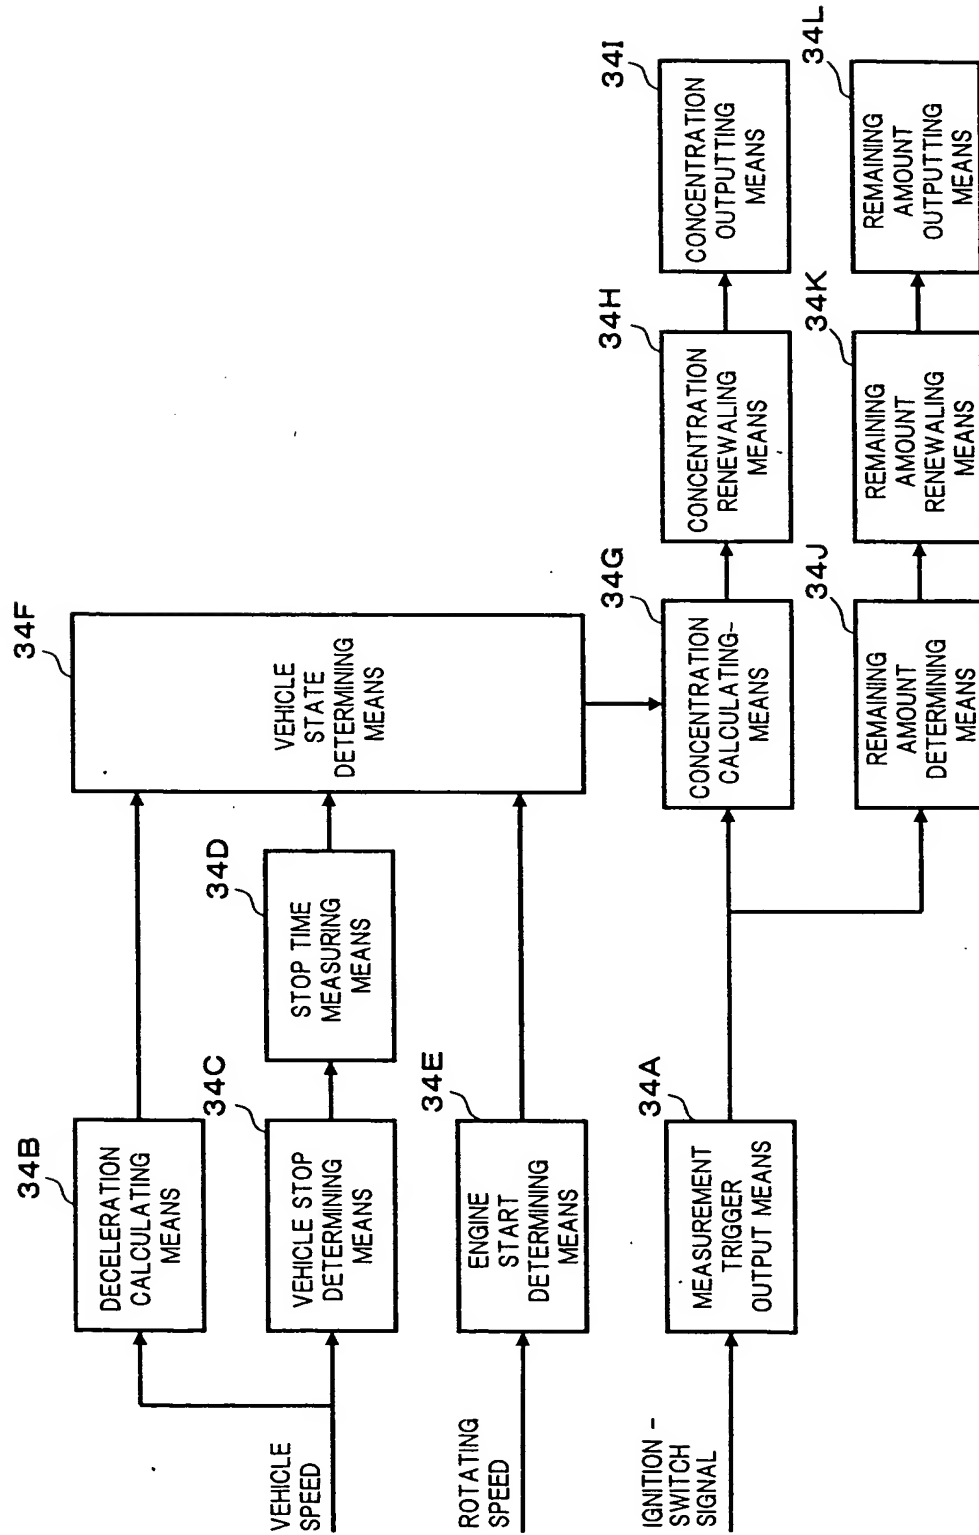 34B
DECELERATION
CALCULATING
MEANS
34C
VEHICLE STOP
DETERMINING
MEANS
34D
STOP TIME
MEASURING
MEANS
34E
ENGINE
START
DETERMINING
MEANS
34F
VEHICLE
STATE
DETERMINING
MEANS
VEHICLE
SPEED
ROTATING
SPEED
IGNITION -
SWITCH
SIGNAL
34A
MEASUREMENT
TRIGGER
OUTPUT MEANS
34G
CONCENTRATION
CALCULATING-
MEANS
34H
CONCENTRATION
RENEWALING
MEANS
34I
CONCENTRATION
OUTPUTTING
MEANS
34J
REMAINING
AMOUNT
DETERMINING
MEANS
34K
REMAINING
AMOUNT
RENEWALING
MEANS
34L
REMAINING
AMOUNT
OUTPUTTING
MEANS